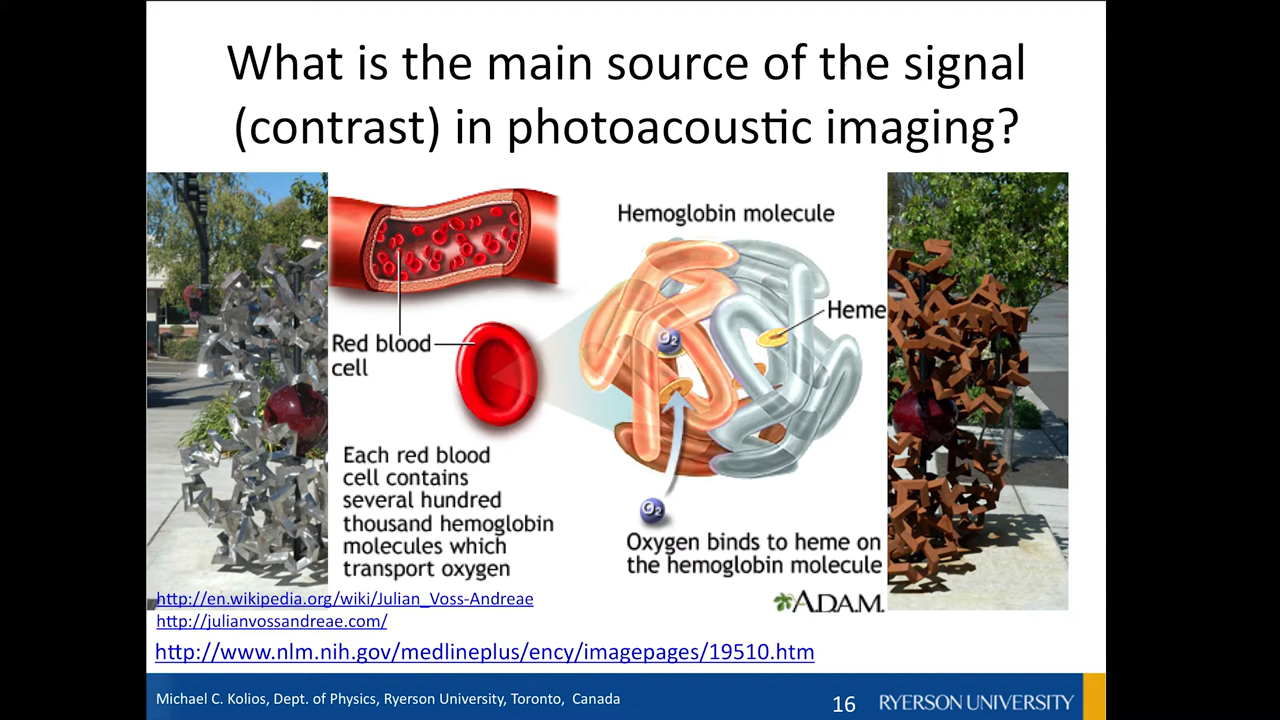 What is the main source of the signal
(contrast) in photoacoustic imaging?
Hemoglobin molecule
Heme
O2
Red blood
cell
Each red blood
cell contains
several hundred
thousand hemoglobin
molecules which
transport oxygen
O2
Oxygen binds to heme on
the hemoglobin molecule
A.D.A.M.
http://en.wikipedia.org/wiki/Julian_Voss-Andreae
http://julianvossandreae.com/
http://www.nlm.nih.gov/medlineplus/ency/imagepages/19510.htm
Michael C. Kolios, Dept. of Physics, Ryerson University, Toronto, Canada
16
RYERSON UNIVERSITY